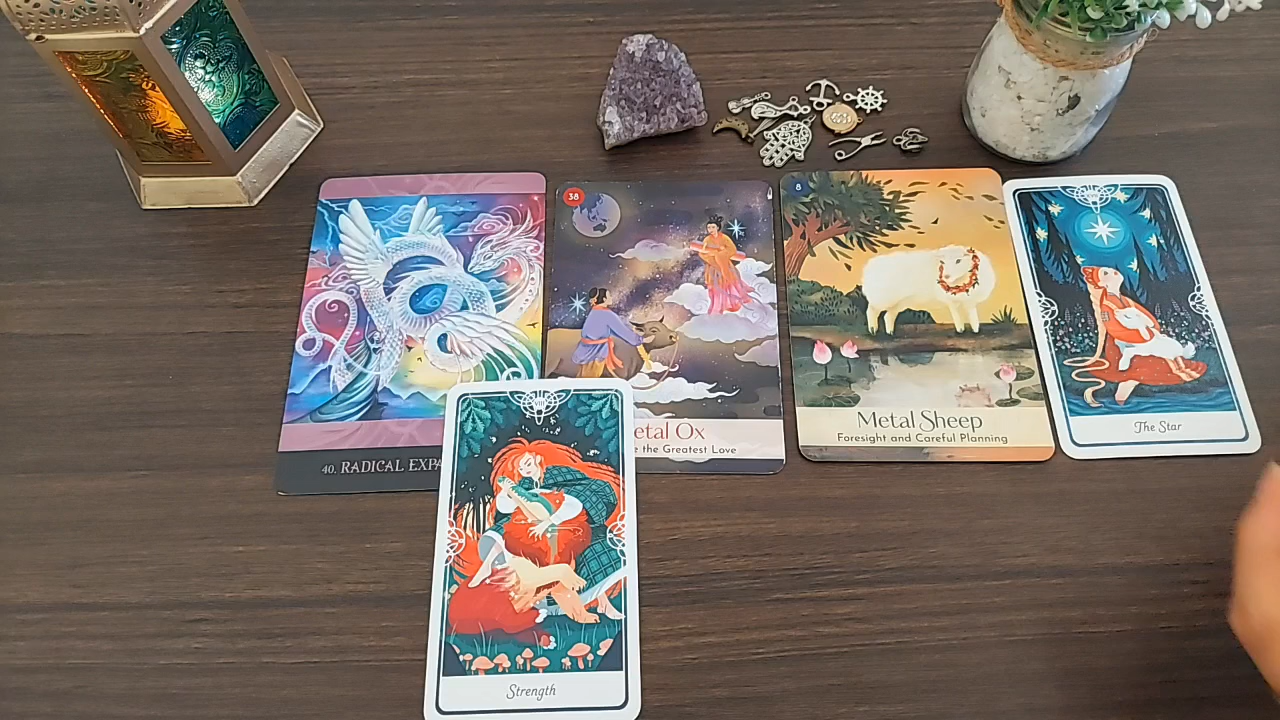 40. RADICAL EXPA
38
etal Ox
e the Greatest Love
8
Metal Sheep
Foresight and Careful Planning
The Star
VIII
Strength